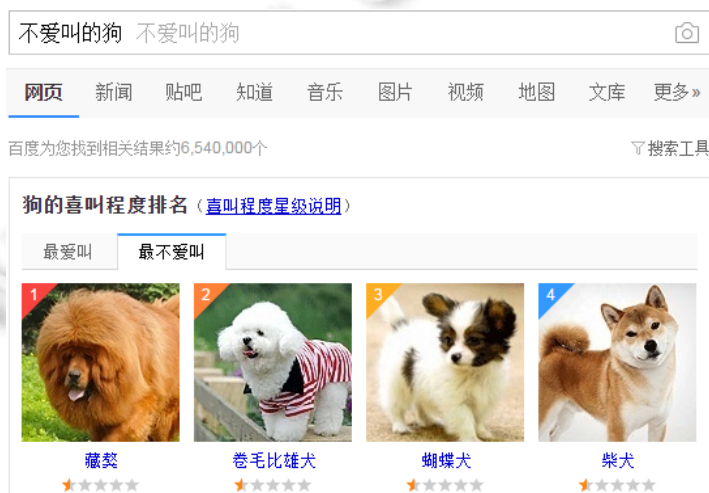 不爱叫的狗 不爱叫的狗
网页 新闻 贴吧 知道 音乐 图片 视频 地图 文库 更多»
百度为您找到相关结果约6,540,000个 搜索工具
狗的喜叫程度排名（喜叫程度星级说明）
最爱叫 最不爱叫
1 2 3 4
藏獒 卷毛比雄犬 蝴蝶犬 柴犬